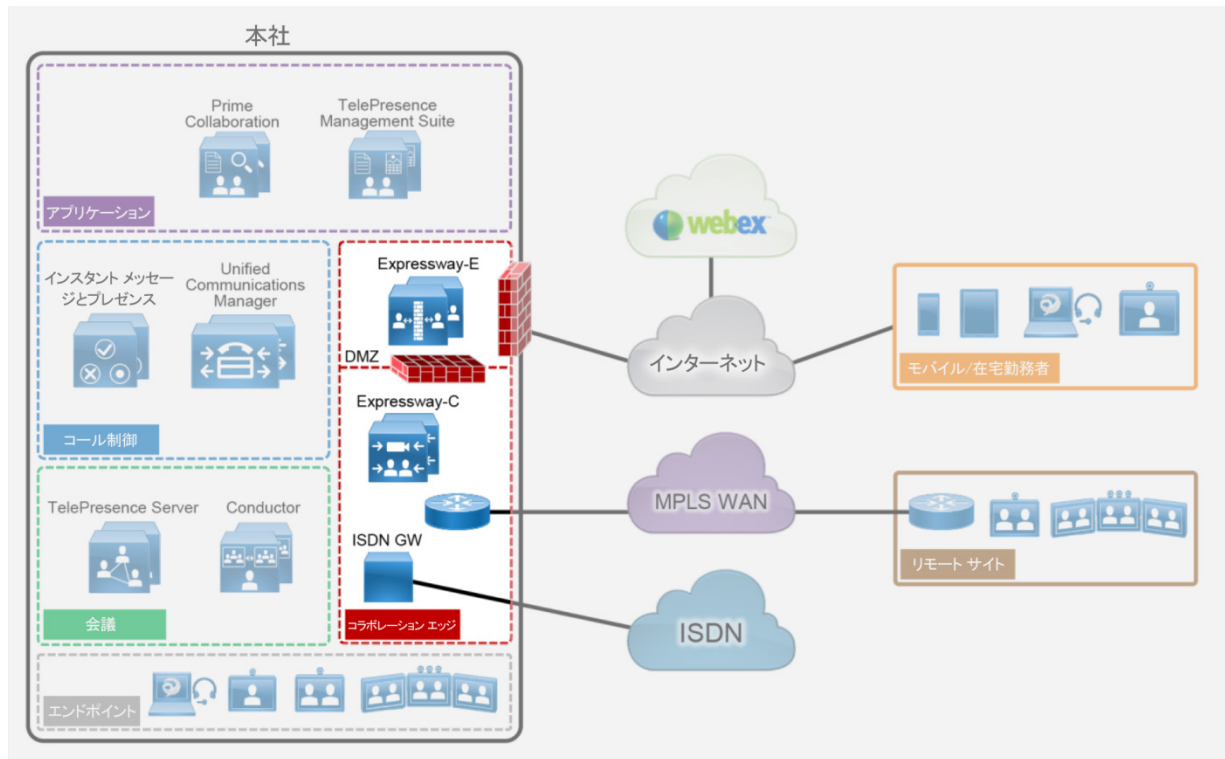 本社
Prime
Collaboration
TelePresence
Management Suite
アプリケーション
インスタント メッセー
ジとプレゼンス
Unified
Communications
Manager
コール制御
Expressway-E
DMZ
Expressway-C
ISDN GW
コラボレーション エッジ
TelePresence Server
Conductor
会議
エンドポイント
webex
インターネット
MPLS WAN
ISDN
モバイル/在宅勤務者
リモート サイト